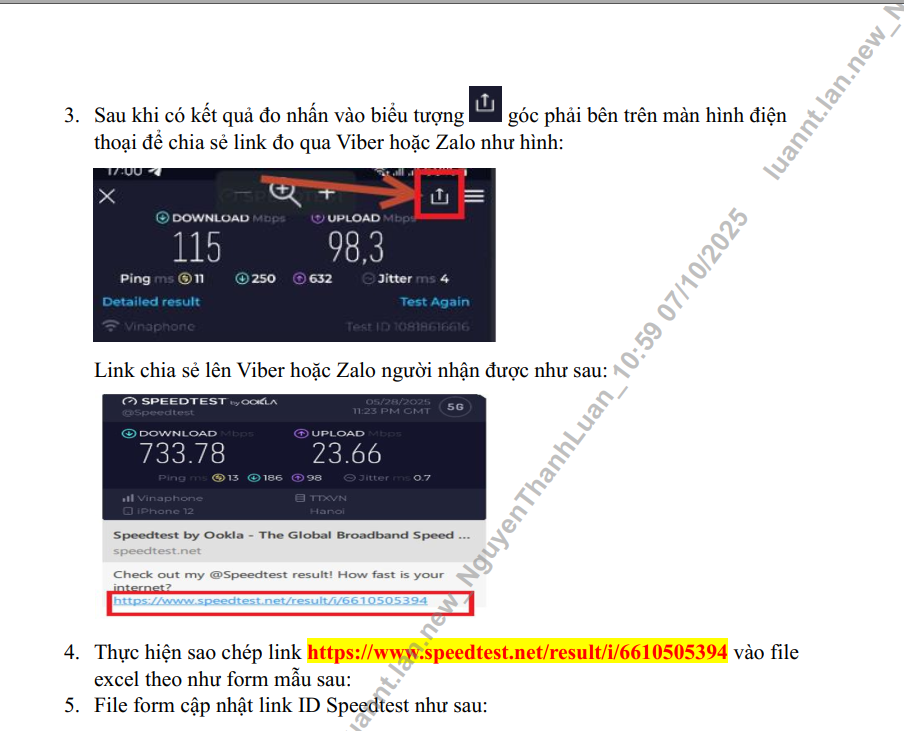 3. Sau khi có kết quả đo nhấn vào biểu tượng góc phải bên trên màn hình điện
thoại để chia sẻ link đo qua Viber hoặc Zalo như hình:
17:00
DOWNLOAD Mbps UPLOAD Mbps
115 98,3
Ping ms 11 250 632 Jitter ms 4
Detailed result Test Again
Vinaphone Test ID 10818616616
Link chia sẻ lên Viber hoặc Zalo người nhận được như sau:
SPEEDTEST by OOKLA 05/28/2025
@Speedtest 11:23 PM GMT 5G
DOWNLOAD Mbps UPLOAD Mbps
733.78 23.66
Ping ms 13 186 98 Jitter ms 0.7
Vinaphone TTXVN
iPhone 12 Hanoi
Speedtest by Ookla - The Global Broadband Speed ...
speedtest.net
Check out my @Speedtest result! How fast is your
internet?
https://www.speedtest.net/result/i/6610505394
4. Thực hiện sao chép link https://www.speedtest.net/result/i/6610505394 vào file
excel theo như form mẫu sau:
5. File form cập nhật link ID Speedtest như sau:
luannt.lan.new_NguyenThanhLuan_10:59 07/10/2025
luannt.lan.new_N